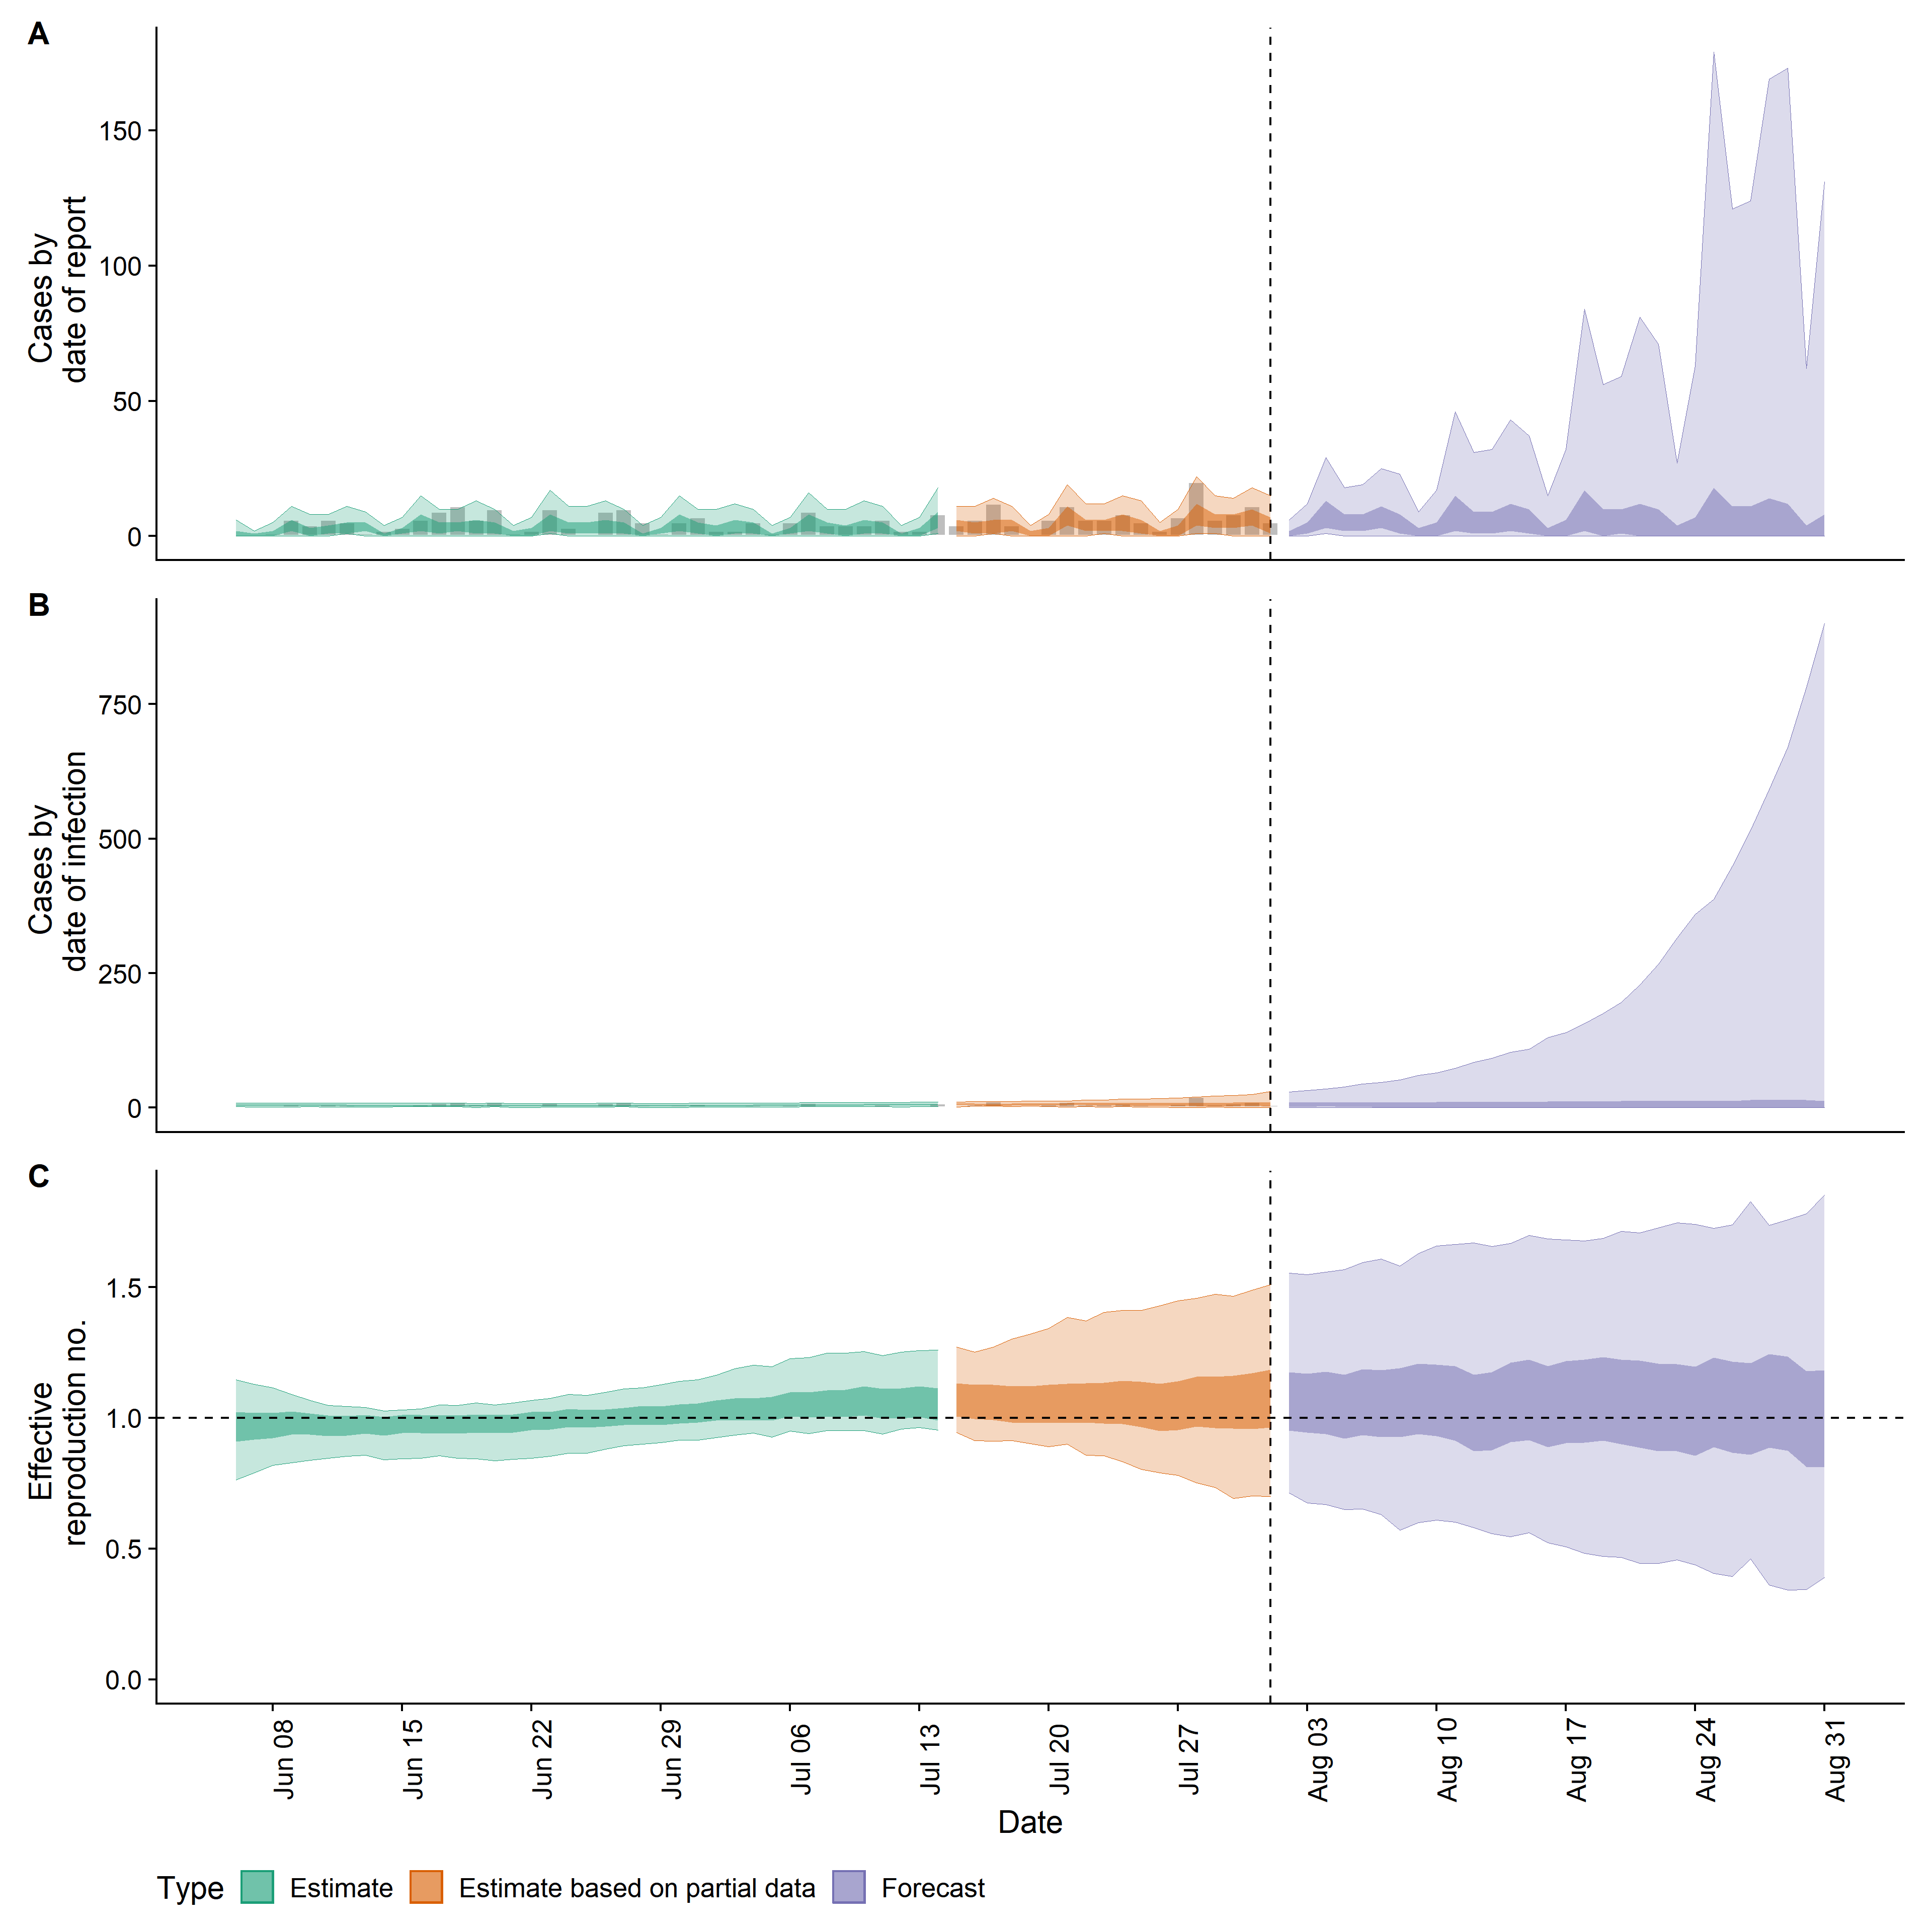 A
Cases by
date of report
150
100
50
0
B
Cases by
date of infection
750
500
250
0
C
Effective
reproduction no.
1.5
1.0
0.5
0.0
Jun 08
Jun 15
Jun 22
Jun 29
Jul 06
Jul 13
Jul 20
Jul 27
Aug 03
Aug 10
Aug 17
Aug 24
Aug 31
Date
Type Estimate Estimate based on partial data Forecast